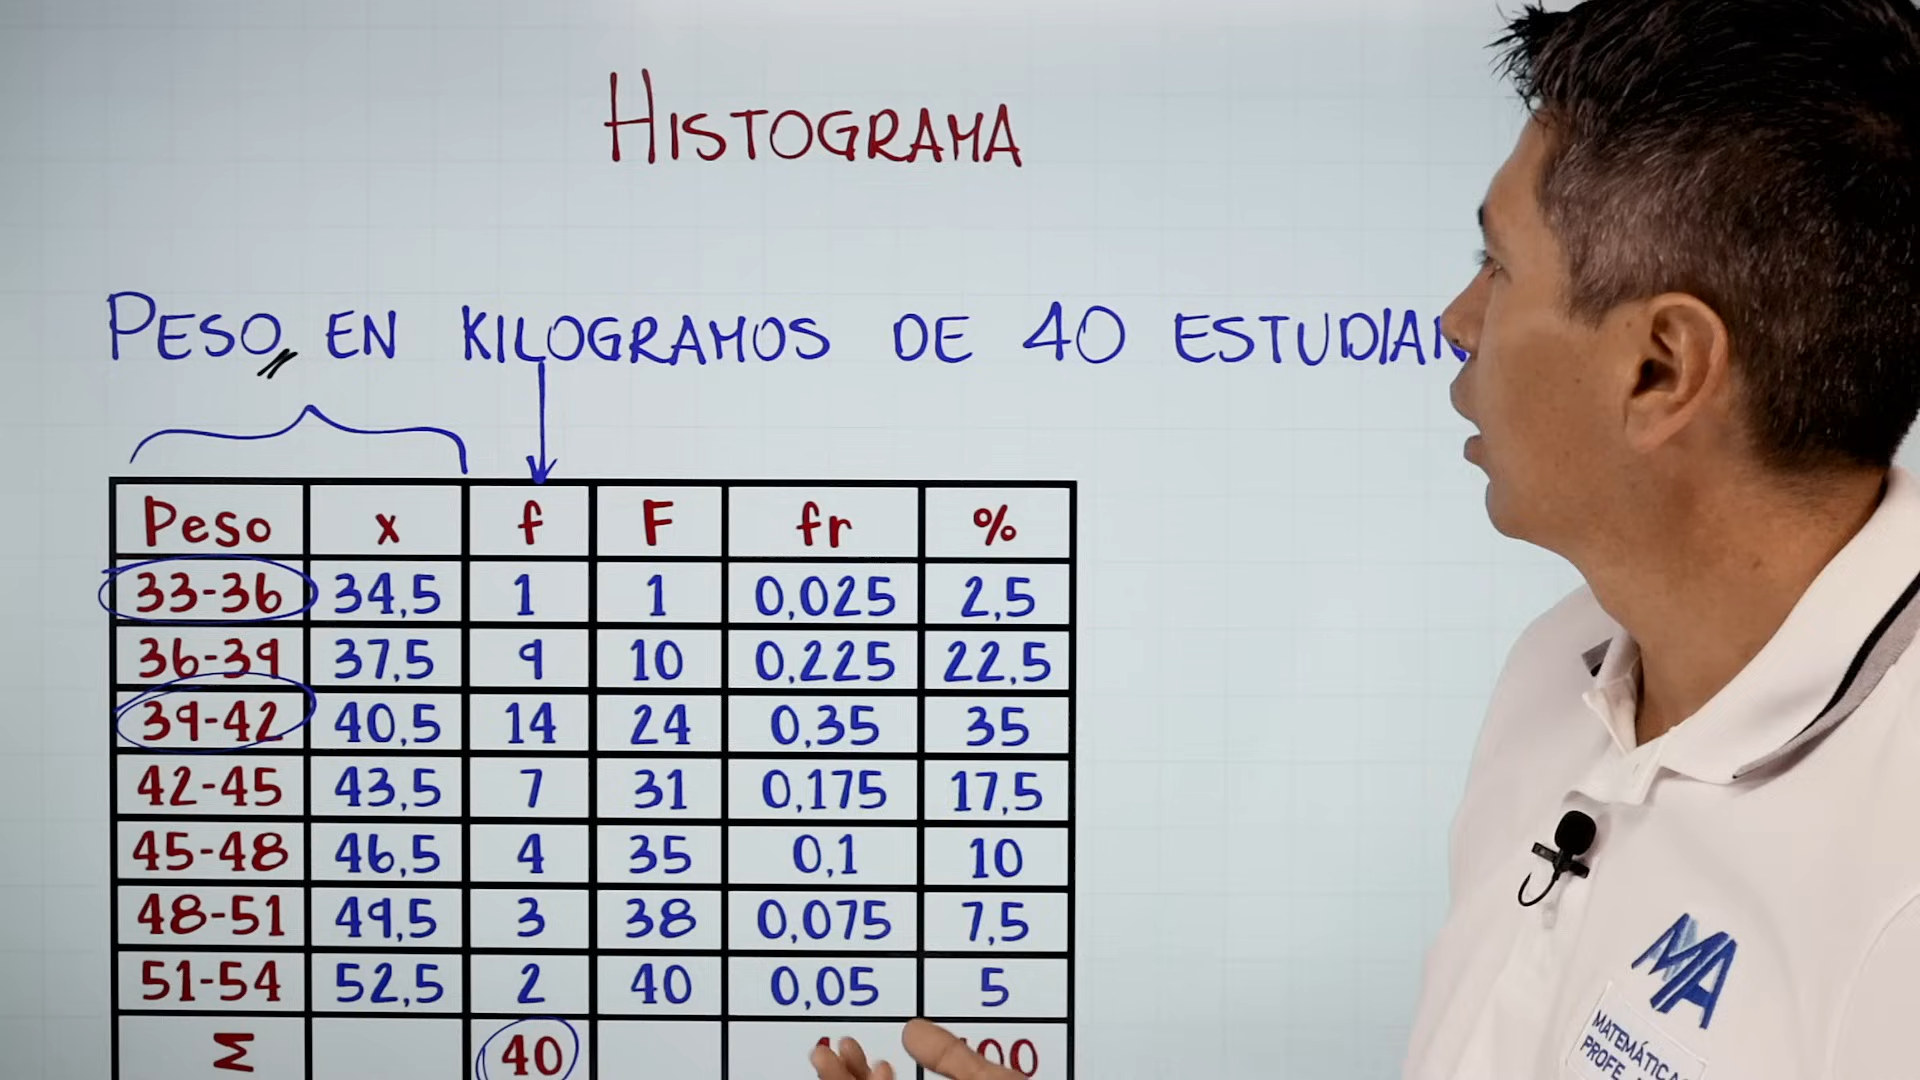 HISTOGRAMA
PESO EN KILOGRAMOS DE 40
Peso x f F fr %
33-36 34,5 1 1 0,025 2,5
36-39 37,5 9 10 0,225 22,5
39-42 40,5 14 24 0,35 35
42-45 43,5 7 31 0,175 17,5
45-48 46,5 4 35 0,1 10
48-51 49,5 3 38 0,075 7,5
51-54 52,5 2 40 0,05 5
Σ 40
MA
PROFE